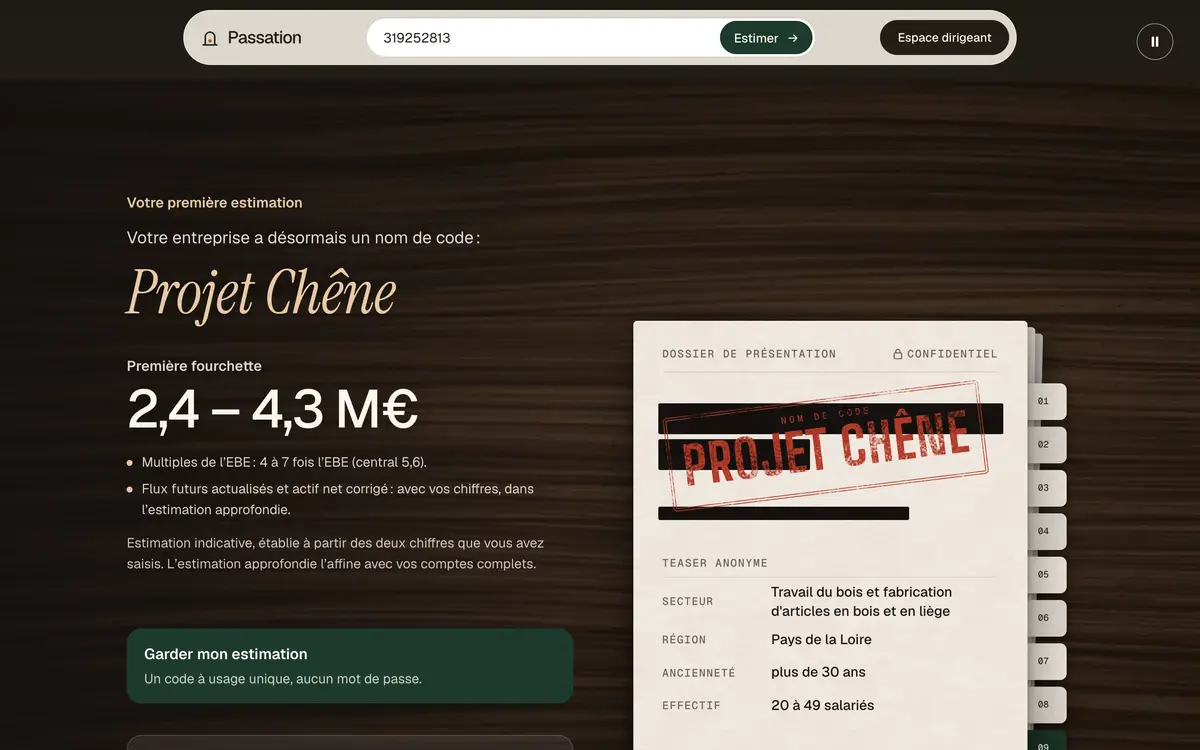 Passation
319252813
Estimer →
Espace dirigeant
Votre première estimation
Votre entreprise a désormais un nom de code :
Projet Chêne
Première fourchette
2,4 – 4,3 M€
• Multiples de l'EBE : 4 à 7 fois l'EBE (central 5,6).
• Flux futurs actualisés et actif net corrigé : avec vos chiffres, dans
l'estimation approfondie.
Estimation indicative, établie à partir des deux chiffres que vous avez
saisis. L'estimation approfondie l'affine avec vos comptes complets.
Garder mon estimation
Un code à usage unique, aucun mot de passe.
DOSSIER DE PRÉSENTATION
CONFIDENTIEL
NOM DE CODE
PROJET CHÊNE
TEASER ANONYME
SECTEUR
Travail du bois et fabrication
d'articles en bois et en liège
RÉGION
Pays de la Loire
ANCIENNETÉ
plus de 30 ans
EFFECTIF
20 à 49 salariés
01
02
03
04
05
06
07
08
09